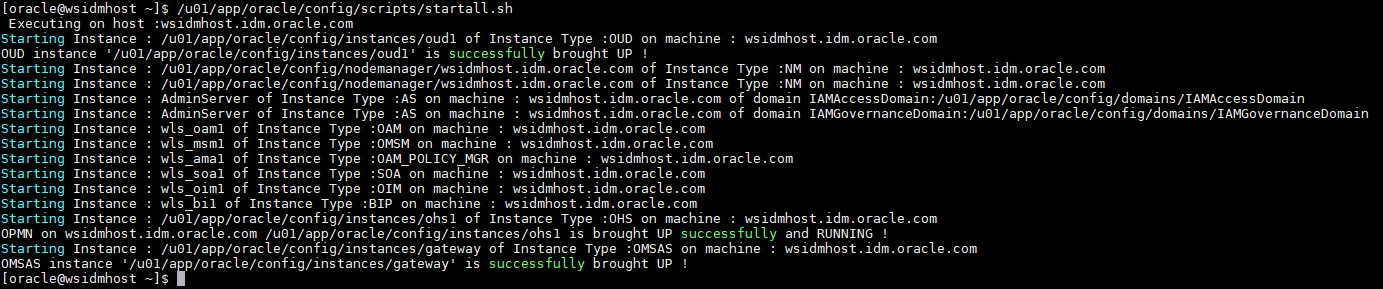 [oracle@wsidmhost ~]$ /u01/app/oracle/config/scripts/startall.sh
Executing on host :wsidmhost.idm.oracle.com
Starting Instance : /u01/app/oracle/config/instances/oud1 of Instance Type :OUD on machine : wsidmhost.idm.oracle.com
OUD instance '/u01/app/oracle/config/instances/oud1' is successfully brought UP !
Starting Instance : /u01/app/oracle/config/nodemanager/wsidmhost.idm.oracle.com of Instance Type :NM on machine : wsidmhost.idm.oracle.com
Starting Instance : /u01/app/oracle/config/nodemanager/wsidmhost.idm.oracle.com of Instance Type :NM on machine : wsidmhost.idm.oracle.com
Starting Instance : AdminServer of Instance Type :AS on machine : wsidmhost.idm.oracle.com of domain IAMAccessDomain:/u01/app/oracle/config/domains/IAMAccessDomain
Starting Instance : AdminServer of Instance Type :AS on machine : wsidmhost.idm.oracle.com of domain IAMGovernanceDomain:/u01/app/oracle/config/domains/IAMGovernanceDomain
Starting Instance : wls_oam1 of Instance Type :OAM on machine : wsidmhost.idm.oracle.com
Starting Instance : wls_msm1 of Instance Type :OMSM on machine : wsidmhost.idm.oracle.com
Starting Instance : wls_ama1 of Instance Type :OAM_POLICY_MGR on machine : wsidmhost.idm.oracle.com
Starting Instance : wls_soa1 of Instance Type :SOA on machine : wsidmhost.idm.oracle.com
Starting Instance : wls_oim1 of Instance Type :OIM on machine : wsidmhost.idm.oracle.com
Starting Instance : wls_bi1 of Instance Type :BIP on machine : wsidmhost.idm.oracle.com
Starting Instance : /u01/app/oracle/config/instances/ohs1 of Instance Type :OHS on machine : wsidmhost.idm.oracle.com
OPMN on wsidmhost.idm.oracle.com /u01/app/oracle/config/instances/ohs1 is brought UP successfully and RUNNING !
Starting Instance : /u01/app/oracle/config/instances/gateway of Instance Type :OMSAS on machine : wsidmhost.idm.oracle.com
OMSAS instance '/u01/app/oracle/config/instances/gateway' is successfully brought UP !
[oracle@wsidmhost ~]$